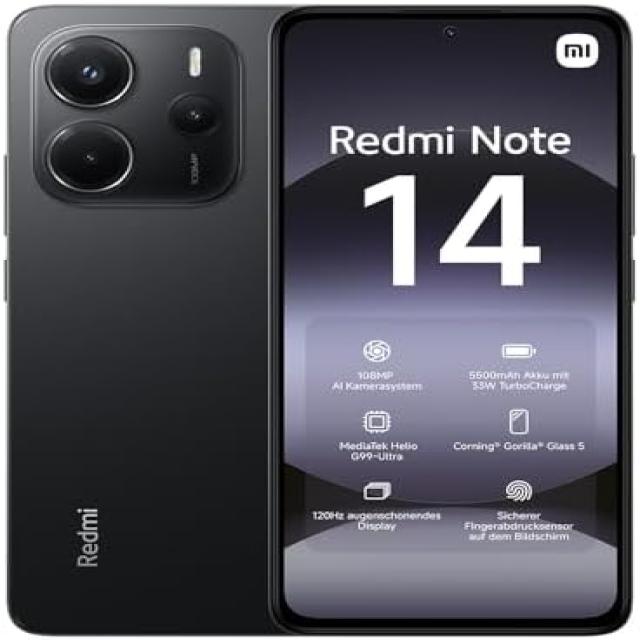 108MP
Redmi
mi
Redmi Note
14
108MP
AI Kamerasystem
5500mAh Akku mit
33W TurboCharge
MediaTek Helio
G99-Ultra
Corning® Gorilla® Glass 5
120Hz augenschonendes
Display
Sicherer
Fingerabdrucksensor
auf dem Bildschirm